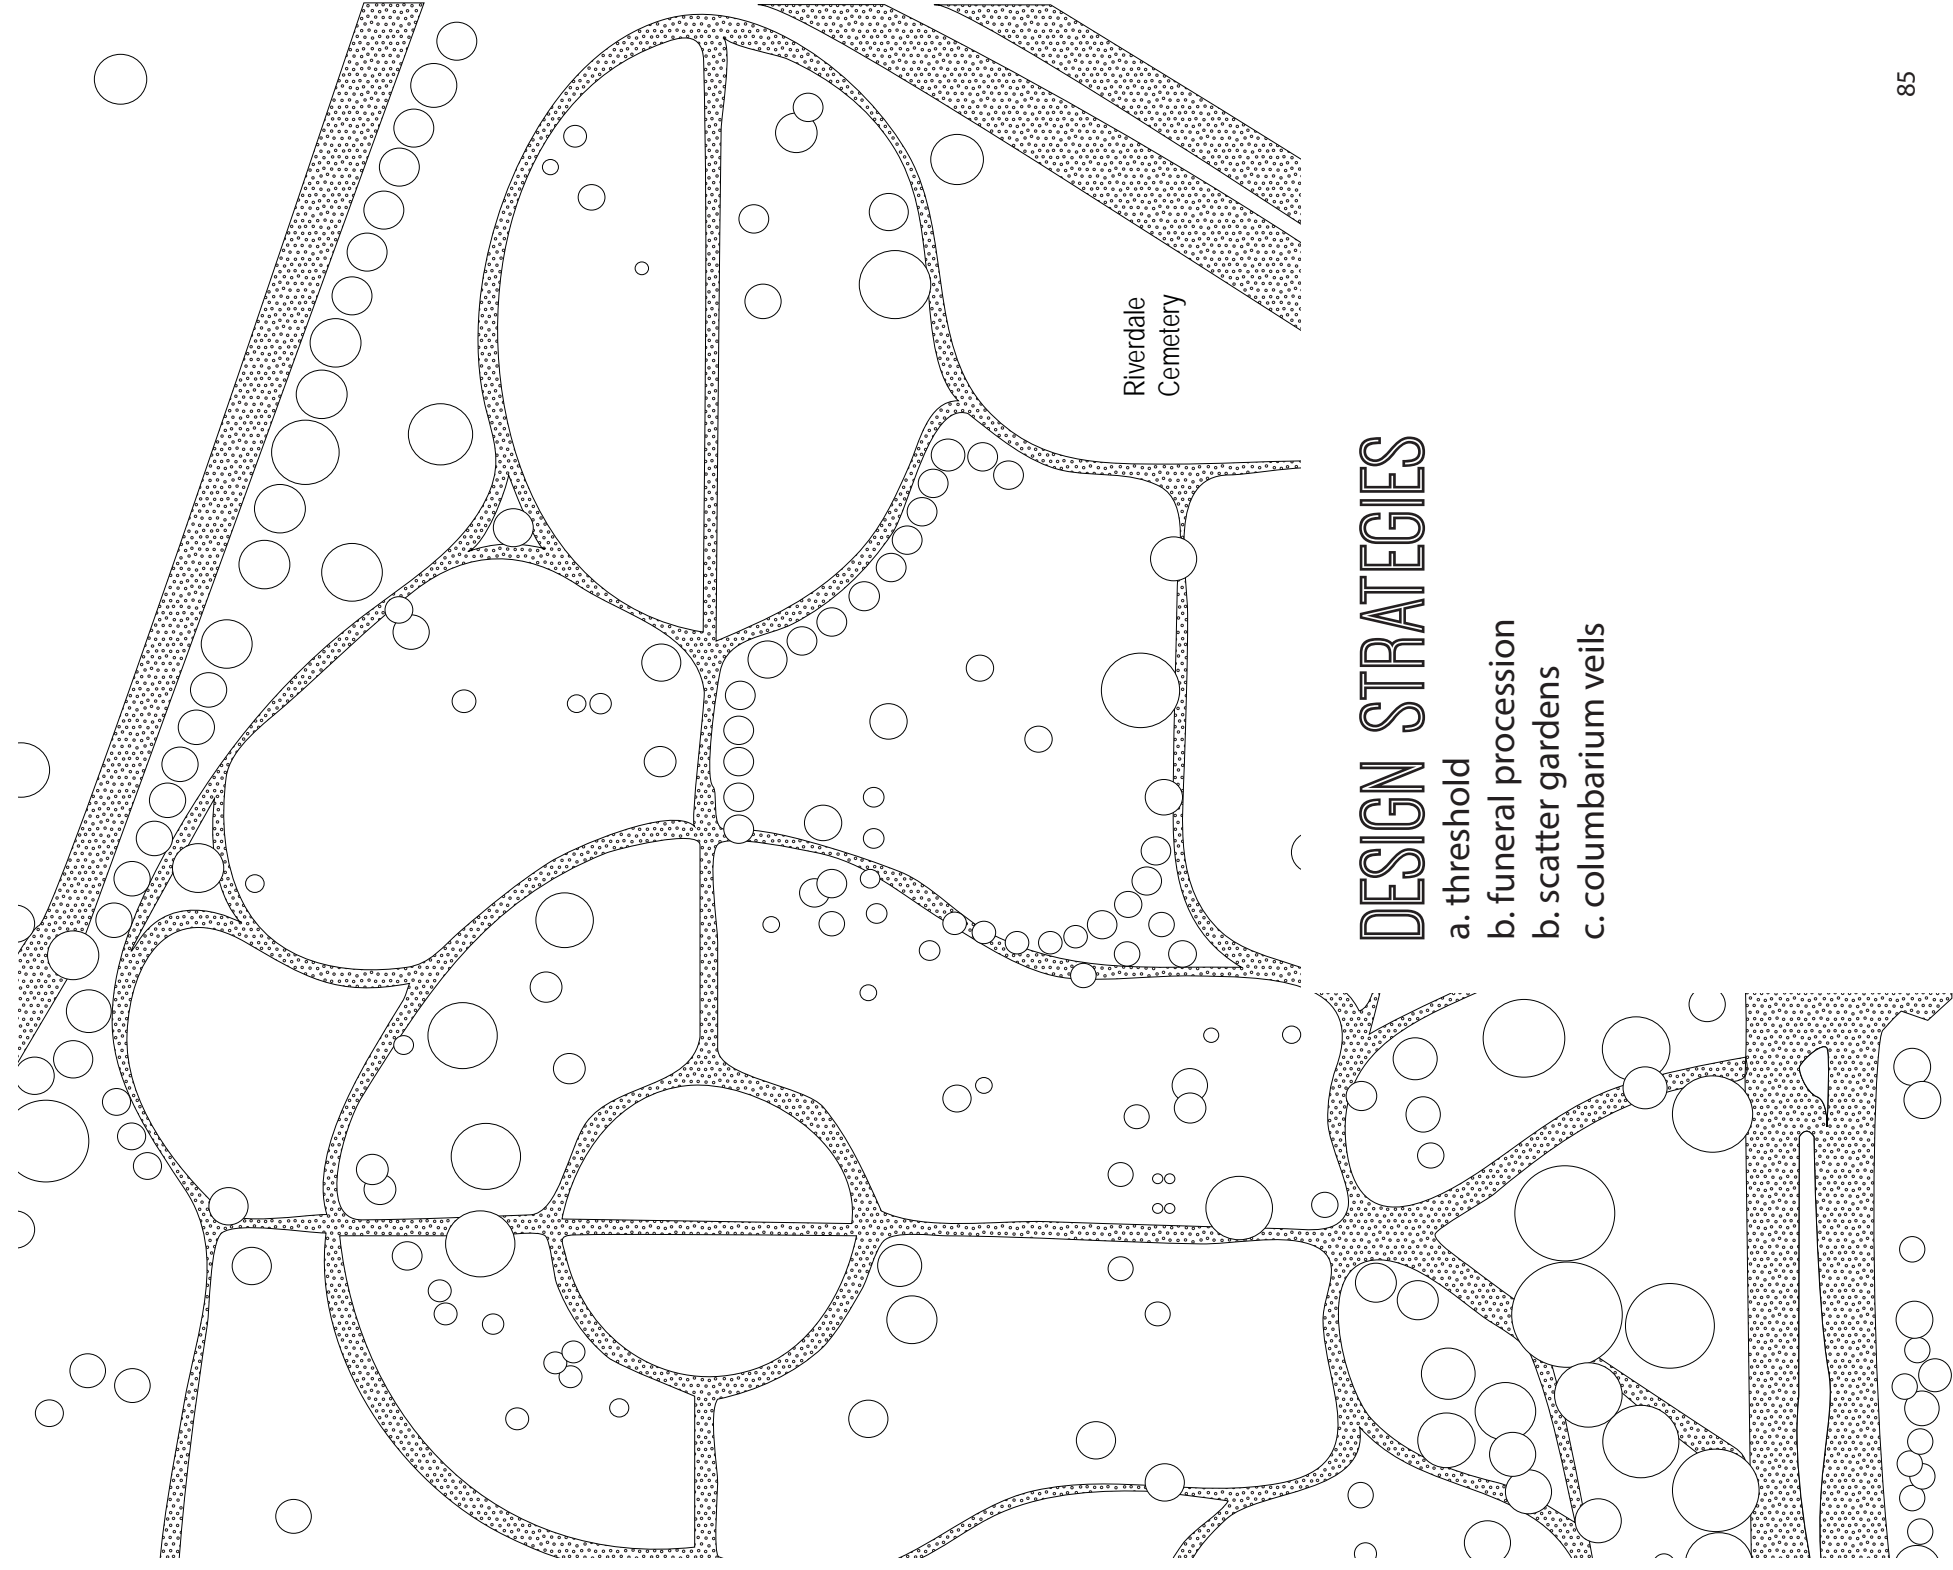 Riverdale
Cemetery
DESIGN STRATEGIES
a. threshold
b. funeral procession
b. scatter gardens
c. columbarium veils
85